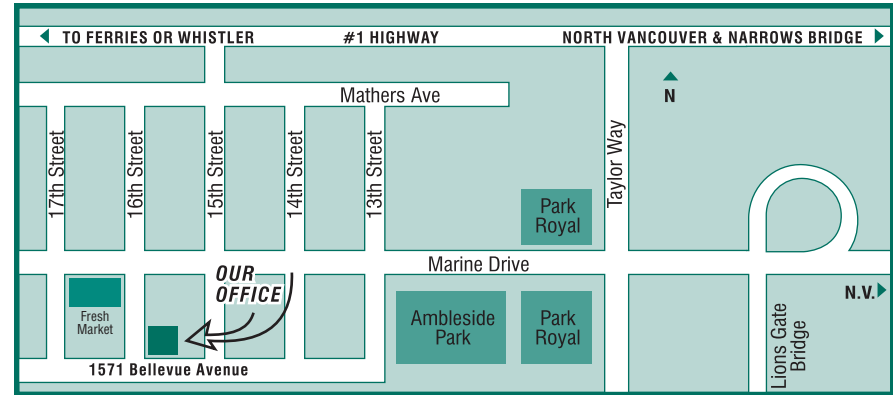 TO FERRIES OR WHISTLER
#1 HIGHWAY
NORTH VANCOUVER & NARROWS BRIDGE
N
Mathers Ave
17th Street
16th Street
15th Street
14th Street
13th Street
Taylor Way
Park
Royal
Marine Drive
OUR
OFFICE
N.V.
Fresh
Market
Ambleside
Park
Park
Royal
Lions Gate
Bridge
1571 Bellevue Avenue